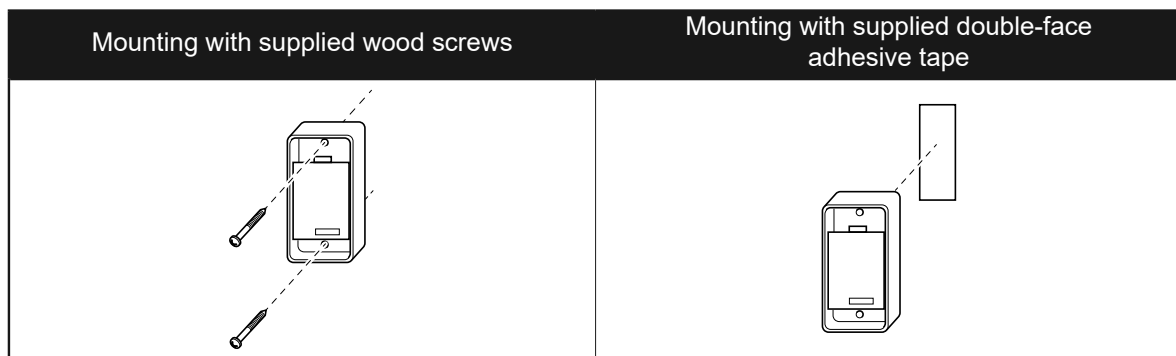 Mounting with supplied wood screws
Mounting with supplied double-face
adhesive tape